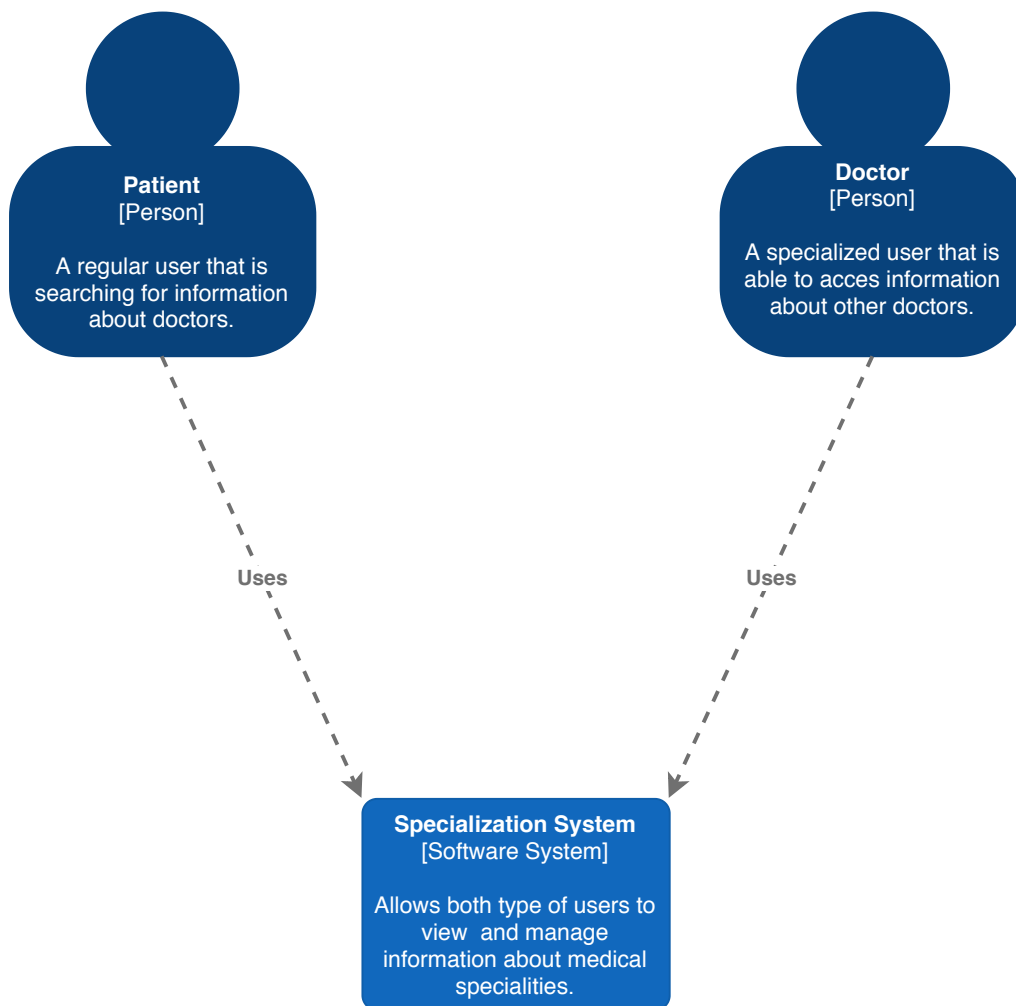 Patient
[Person]
A regular user that is
searching for information
about doctors.
Doctor
[Person]
A specialized user that is
able to acces information
about other doctors.
Uses
Uses
Specialization System
[Software System]
Allows both type of users to
view  and manage
information about medical
specialities.